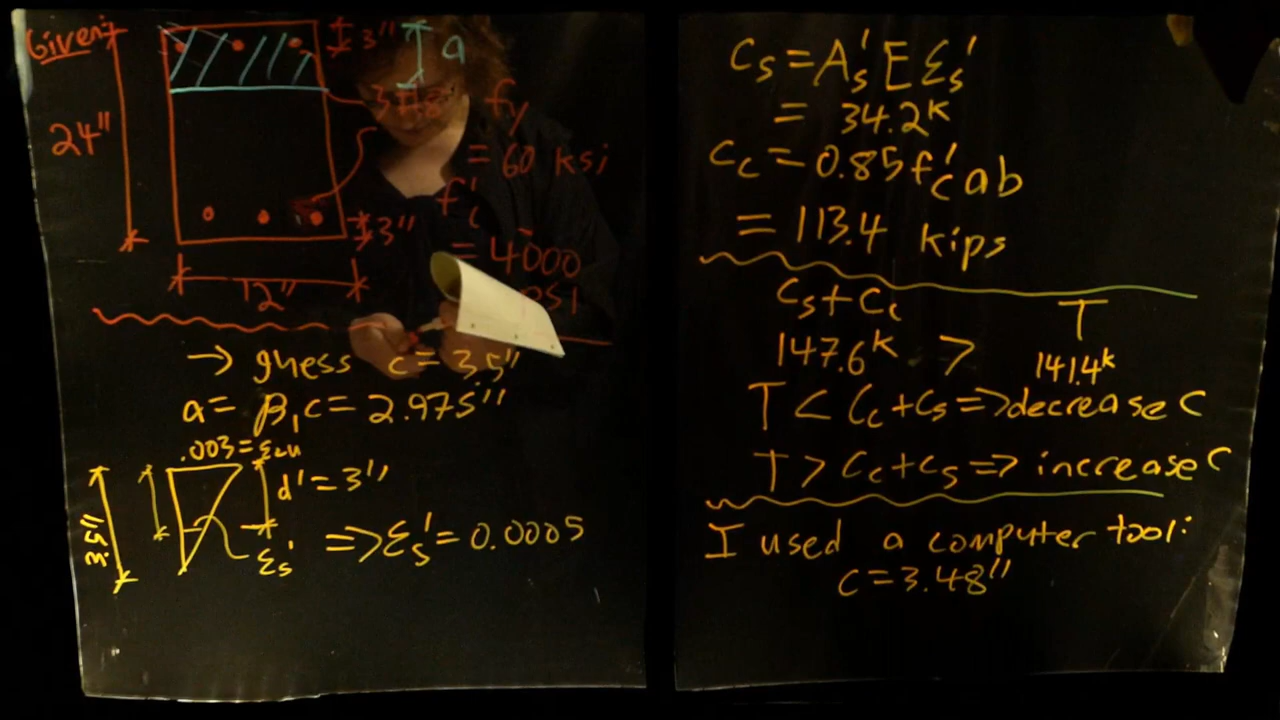 Given:
3"
a
24"
fy
= 60 ksi
f'c
= 4000
psi
3"
12"
→ guess c = 3.5"
a = β₁c = 2.975"
.003 = εcu
d' = 3"
3.5"
εs'
⇒ εs' = 0.0005
Cs = A's E εs'
= 34.2k
Cc = 0.85 f'c ab
= 113.4 kips
Cs + Cc T
147.6k > 141.4k
T < Cc + Cs ⇒ decrease c
T > Cc + Cs ⇒ increase c
I used a computer tool:
c = 3.48"